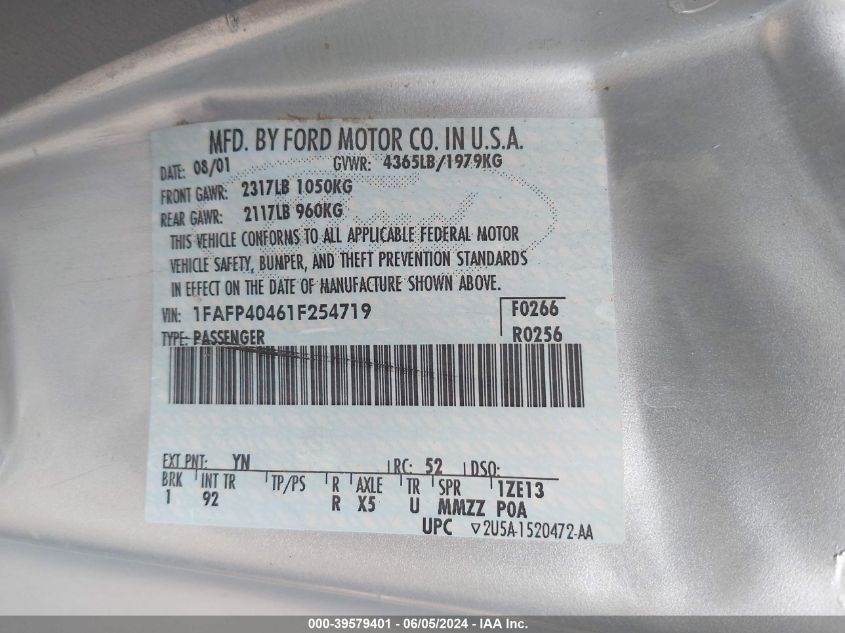 MFD. BY FORD MOTOR CO. IN U.S.A.
DATE: 08/01 GVWR: 4365LB/1979KG
FRONT GAWR: 2317LB 1050KG
REAR GAWR: 2117LB 960KG
THIS VEHICLE CONFORMS TO ALL APPLICABLE FEDERAL MOTOR
VEHICLE SAFETY, BUMPER, AND THEFT PREVENTION STANDARDS
IN EFFECT ON THE DATE OF MANUFACTURE SHOWN ABOVE.
VIN: 1FAFP40461F254719 F0266
TYPE: PASSENGER R0256
EXT PNT: YN RC: 52 DSO:
BRK INT TR TP/PS R AXLE TR SPR 1ZE13
1 92 R X5 U MMZZ POA
UPC ▽2U5A-1520472-AA
000-39579401 - 06/05/2024 - IAA Inc.